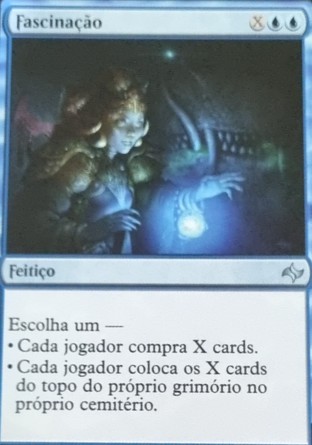 Fascinação X
Feitiço
Escolha um —
• Cada jogador compra X cards.
• Cada jogador coloca os X cards
do topo do próprio grimório no
próprio cemitério.